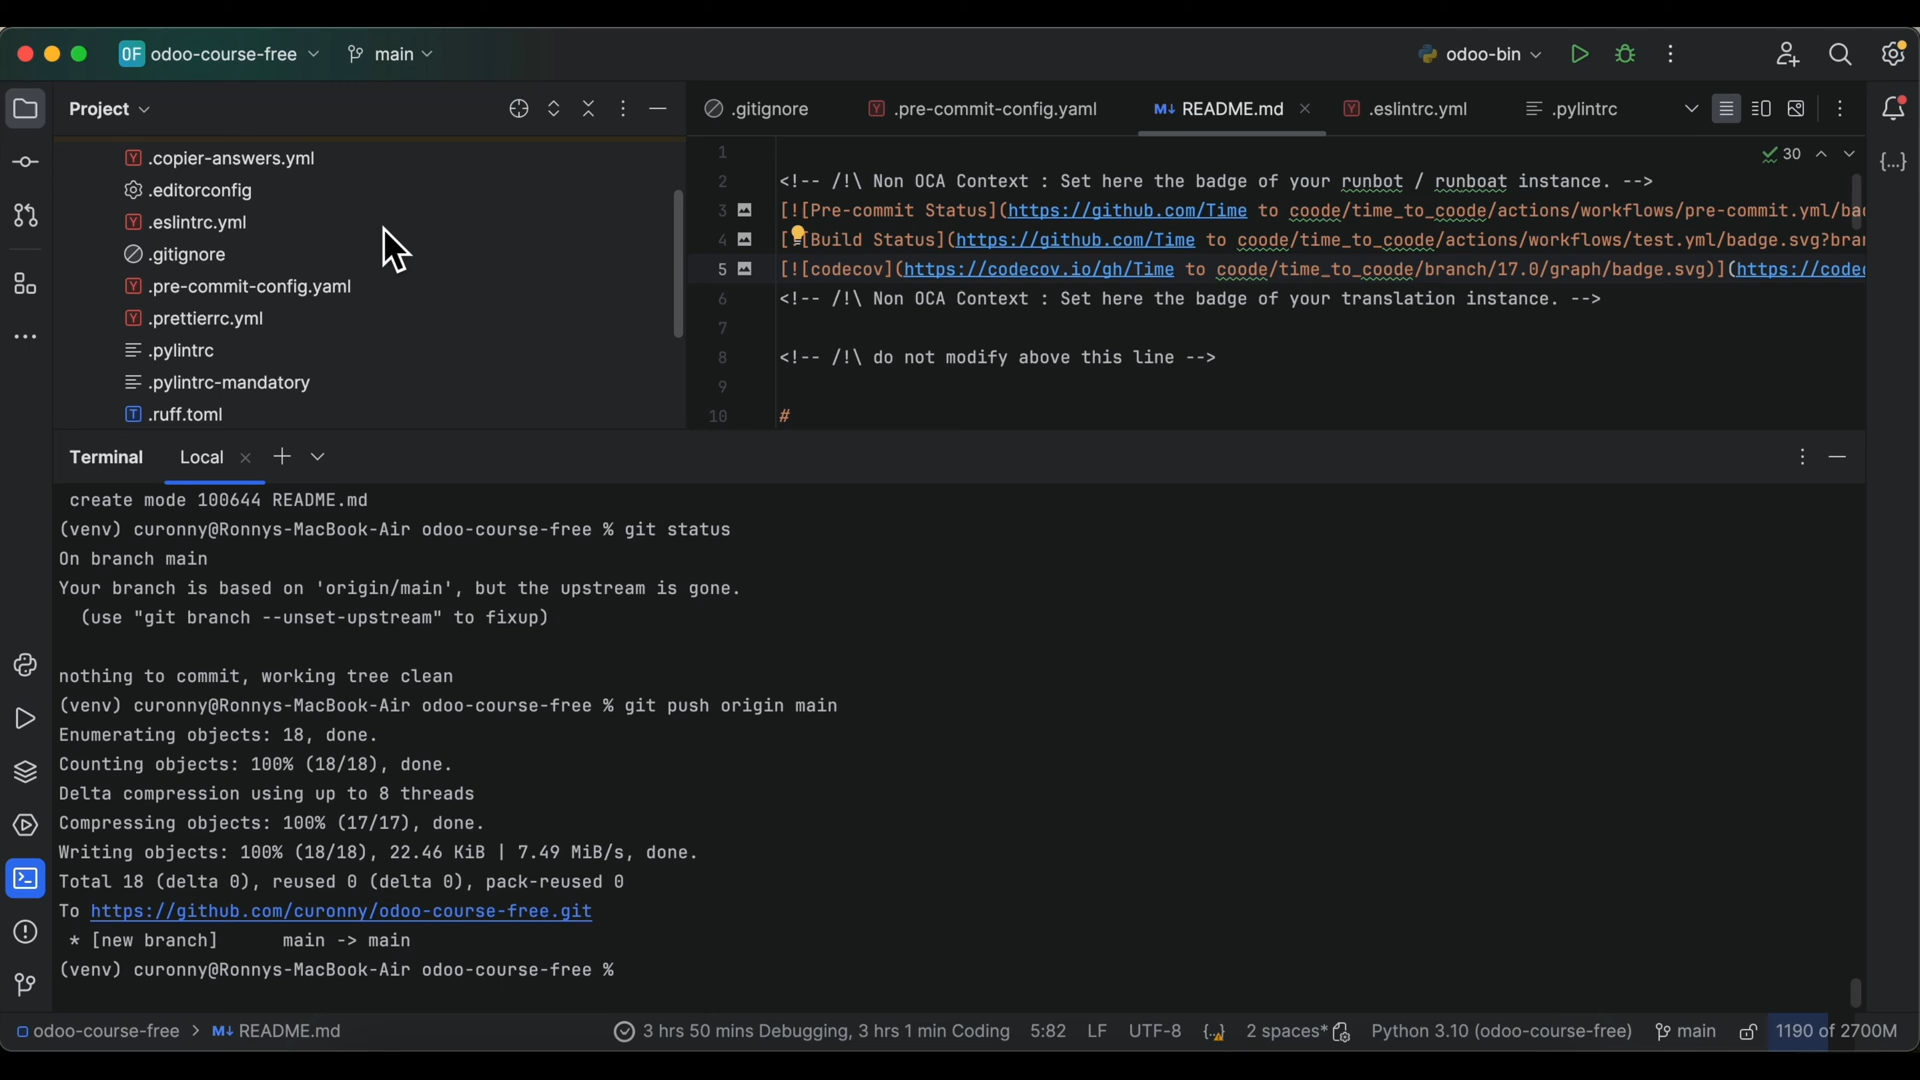 OF odoo-course-free main odoo-bin
Project
.copier-answers.yml
.editorconfig
.eslintrc.yml
.gitignore
.pre-commit-config.yaml
.prettierrc.yml
.pylintrc
.pylintrc-mandatory
.ruff.toml
.gitignore .pre-commit-config.yaml README.md .eslintrc.yml .pylintrc
30
1
2 <!-- /!\ Non OCA Context : Set here the badge of your runbot / runboat instance. -->
3 [![Pre-commit Status](https://github.com/Time to coode/time_to_coode/actions/workflows/pre-commit.yml/bad
4 [![Build Status](https://github.com/Time to coode/time_to_coode/actions/workflows/test.yml/badge.svg?bran
5 [![codecov](https://codecov.io/gh/Time to coode/time_to_coode/branch/17.0/graph/badge.svg)](https://codec
6 <!-- /!\ Non OCA Context : Set here the badge of your translation instance. -->
7
8 <!-- /!\ do not modify above this line -->
9
10 #
Terminal Local
create mode 100644 README.md
(venv) curonny@Ronnys-MacBook-Air odoo-course-free % git status
On branch main
Your branch is based on 'origin/main', but the upstream is gone.
(use "git branch --unset-upstream" to fixup)
nothing to commit, working tree clean
(venv) curonny@Ronnys-MacBook-Air odoo-course-free % git push origin main
Enumerating objects: 18, done.
Counting objects: 100% (18/18), done.
Delta compression using up to 8 threads
Compressing objects: 100% (17/17), done.
Writing objects: 100% (18/18), 22.46 KiB | 7.49 MiB/s, done.
Total 18 (delta 0), reused 0 (delta 0), pack-reused 0
To https://github.com/curonny/odoo-course-free.git
* [new branch] main -> main
(venv) curonny@Ronnys-MacBook-Air odoo-course-free %
odoo-course-free > README.md 3 hrs 50 mins Debugging, 3 hrs 1 min Coding 5:82 LF UTF-8 2 spaces* Python 3.10 (odoo-course-free) main 1190 of 2700M